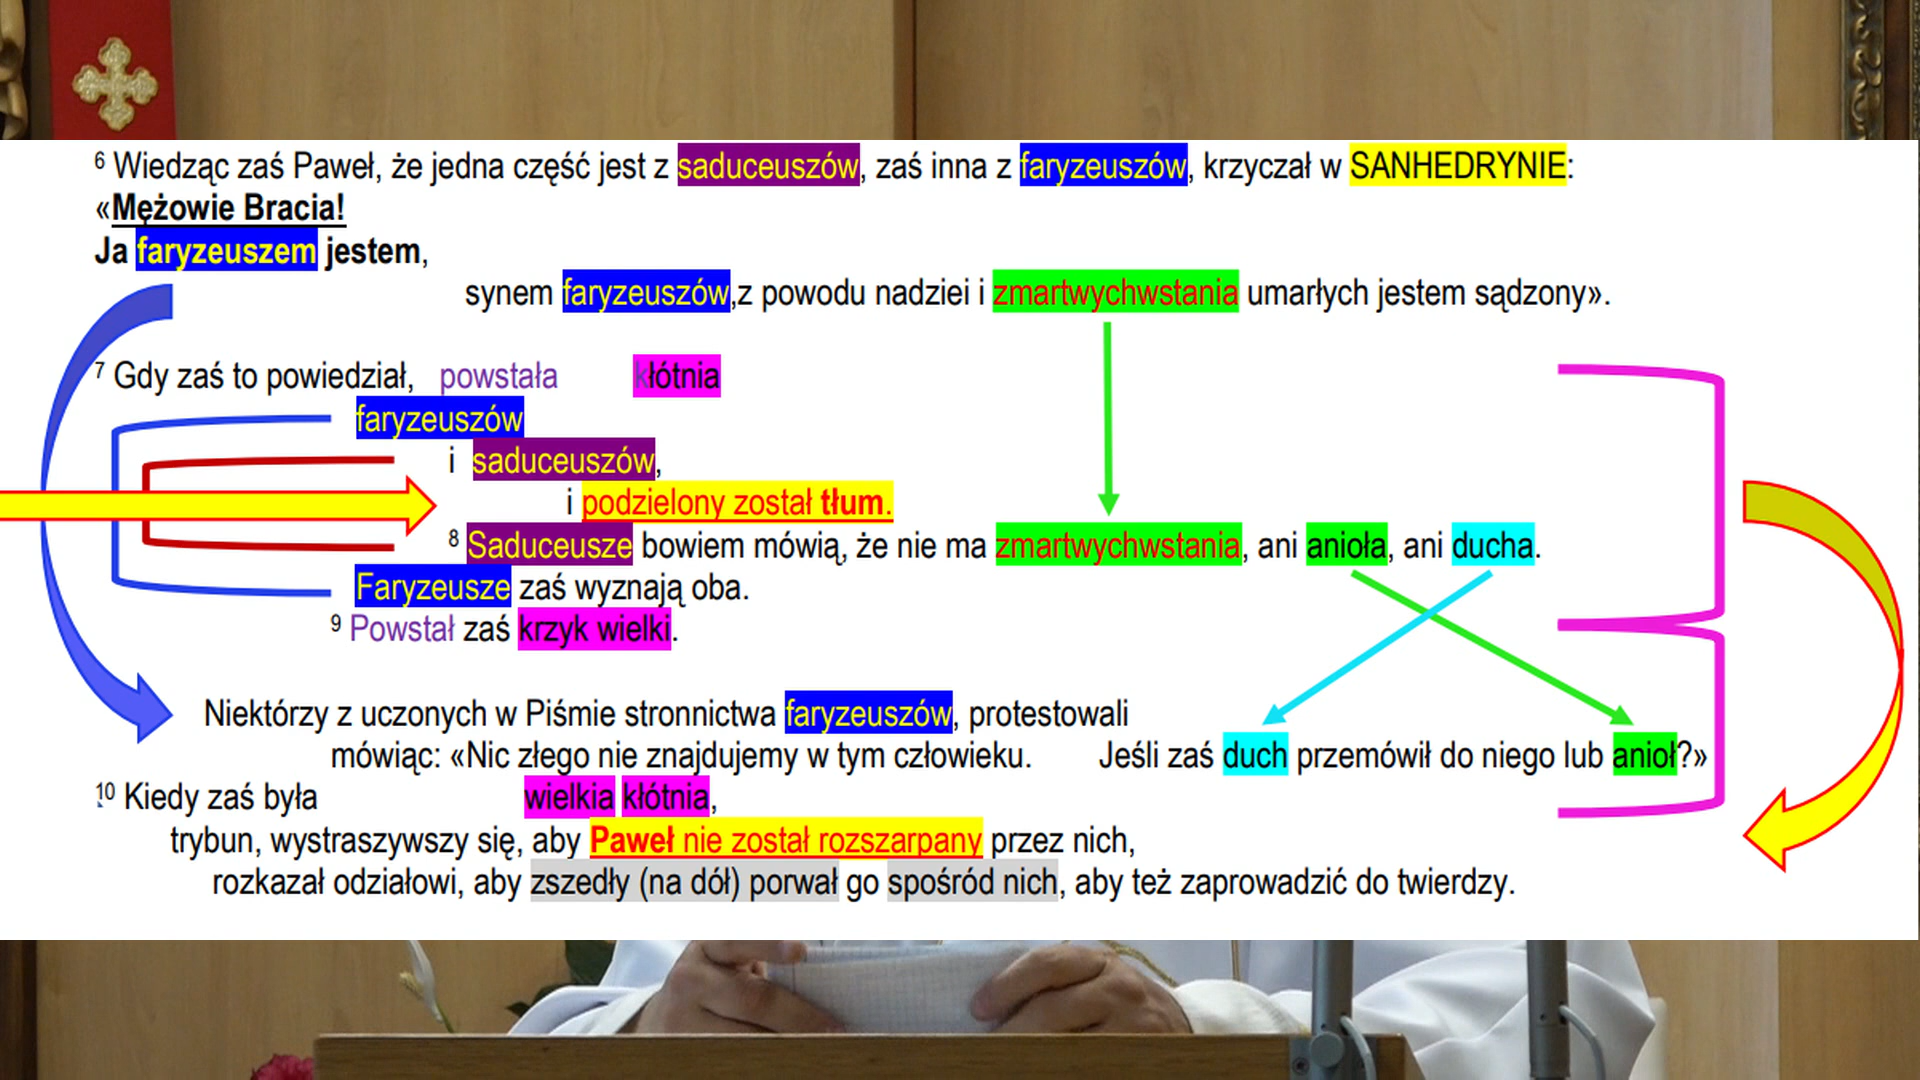 6 Wiedząc zaś Paweł, że jedna część jest z saduceuszów, zaś inna z faryzeuszów, krzyczał w SANHEDRYNIE:
«Mężowie Bracia!
Ja faryzeuszem jestem,
synem faryzeuszów,z powodu nadziei i zmartwychwstania umarłych jestem sądzony».
7 Gdy zaś to powiedział, powstała kłótnia
faryzeuszów
i saduceuszów,
i podzielony został tłum.
8 Saduceusze bowiem mówią, że nie ma zmartwychwstania, ani anioła, ani ducha.
Faryzeusze zaś wyznają oba.
9 Powstał zaś krzyk wielki.
Niektórzy z uczonych w Piśmie stronnictwa faryzeuszów, protestowali
mówiąc: «Nic złego nie znajdujemy w tym człowieku. Jeśli zaś duch przemówił do niego lub anioł?»
10 Kiedy zaś była wielkia kłótnia,
trybun, wystraszywszy się, aby Paweł nie został rozszarpany przez nich,
rozkazał odziałowi, aby zszedły (na dół) porwał go spośród nich, aby też zaprowadzić do twierdzy.